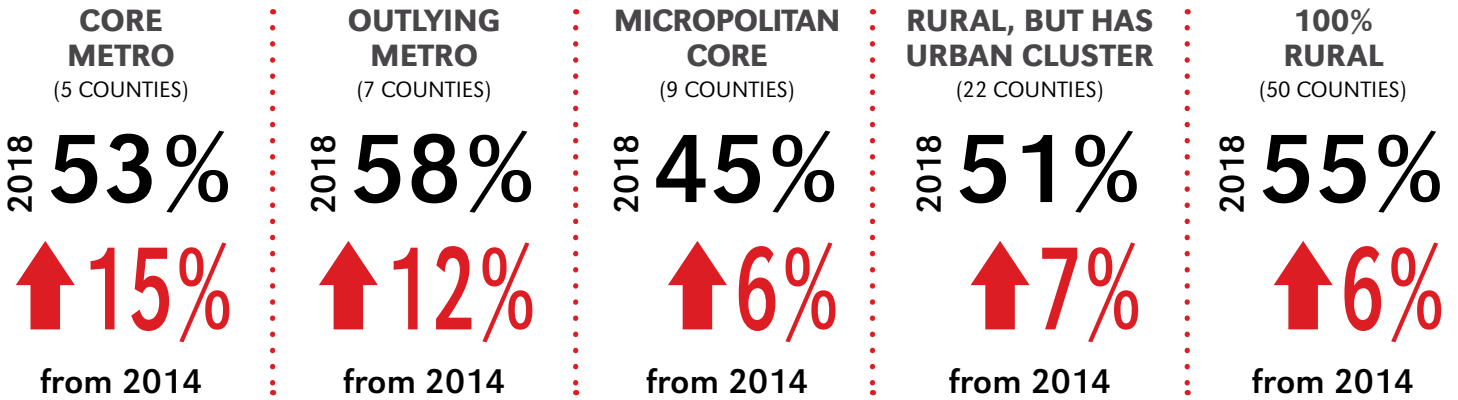 CORE
METRO
(5 COUNTIES)
2018 53%
15%
from 2014
OUTLYING
METRO
(7 COUNTIES)
2018 58%
12%
from 2014
MICROPOLITAN
CORE
(9 COUNTIES)
2018 45%
6%
from 2014
RURAL, BUT HAS
URBAN CLUSTER
(22 COUNTIES)
2018 51%
7%
from 2014
100%
RURAL
(50 COUNTIES)
2018 55%
6%
from 2014